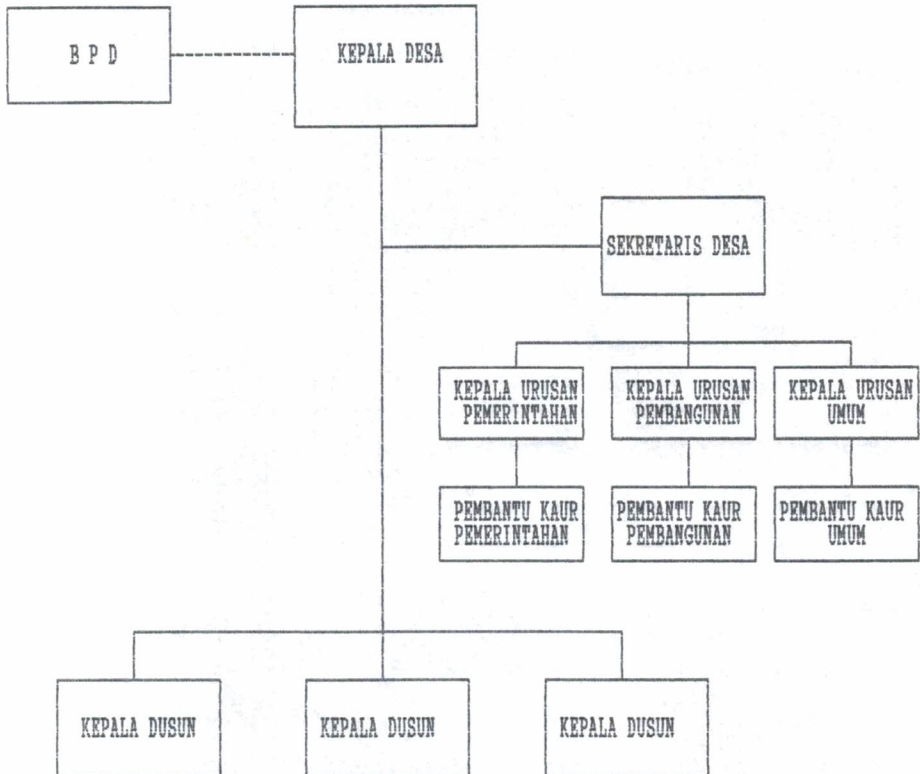 B P D
KEPALA DESA
SEKRETARIS DESA
KEPALA URUSAN
PEMERINTAHAN
KEPALA URUSAN
PEMBANGUNAN
KEPALA URUSAN
UMUM
PEMBANTU KAUR
PEMERINTAHAN
PEMBANTU KAUR
PEMBANGUNAN
PEMBANTU KAUR
UMUM
KEPALA DUSUN
KEPALA DUSUN
KEPALA DUSUN